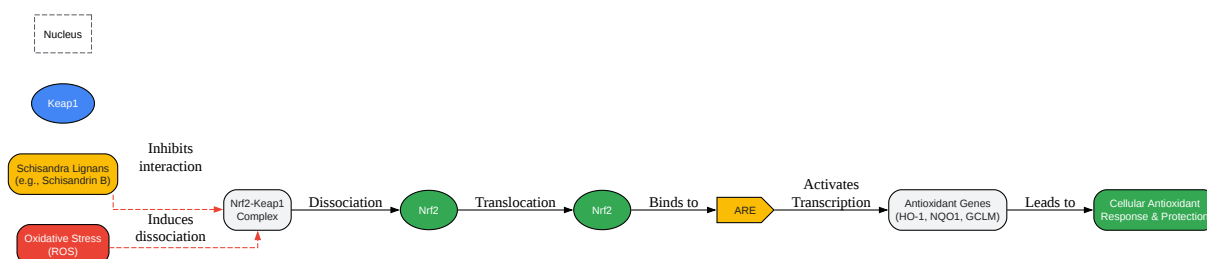 Nucleus
Keap1
Schisandra Lignans
(e.g., Schisandrin B)
Inhibits
interaction
Oxidative Stress
(ROS)
Induces
dissociation
Nrf2-Keap1
Complex
Dissociation
Nrf2
Translocation
Nrf2
Binds to
ARE
Activates
Transcription
Antioxidant Genes
(HO-1, NQO1, GCLM)
Leads to
Cellular Antioxidant
Response & Protection